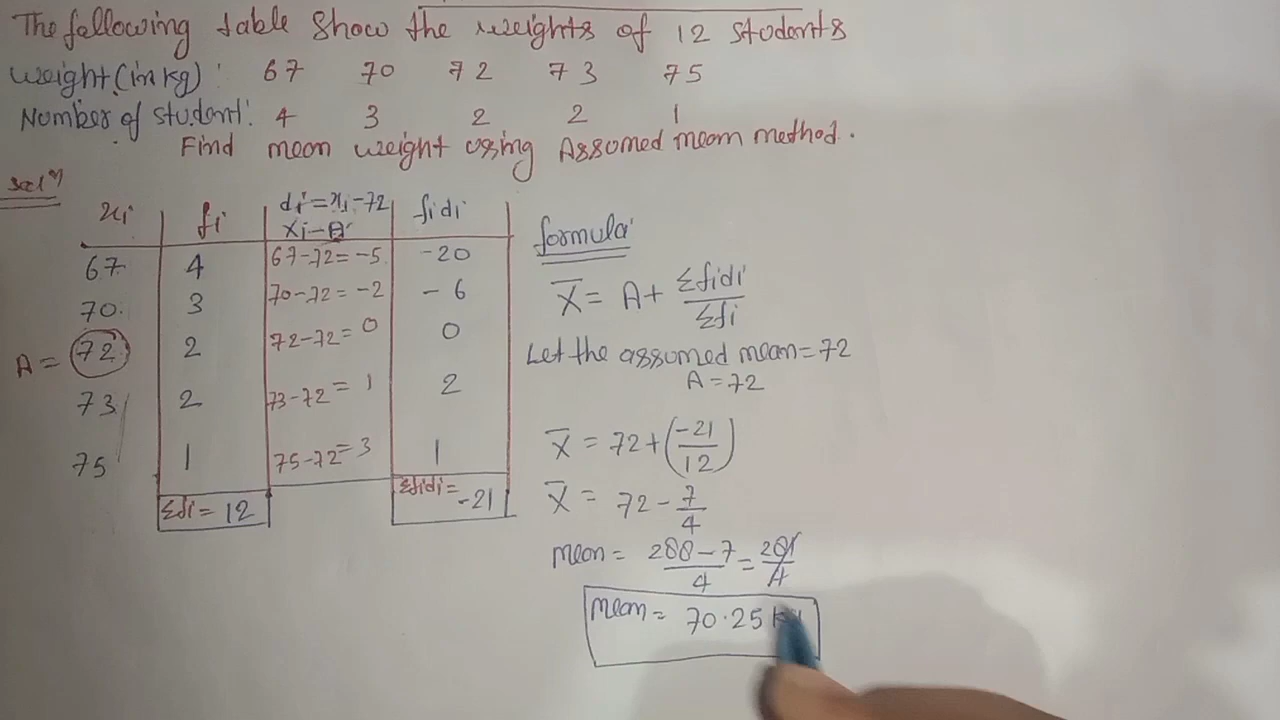 The following table Show the weights of 12 students
Weight(in kg): 67 70 72 73 75
Number of student: 4 3 2 2 1
Find mean weight using Assumed mean method.
Solⁿ
xi fi di=xi-72 fidi
xi-A
67 4 67-72=-5 -20
70 3 70-72=-2 -6
A=72 2 72-72=0 0
73 2 73-72=1 2
75 1 75-72=3 1
Σfi=12 Σfidi=-21
formula
X̄=A+Σfidi/Σfi
Let the assumed mean=72
A=72
X̄=72+(-21/12)
X̄=72-7/4
mean=288-7/4=281/4
mean=70.25